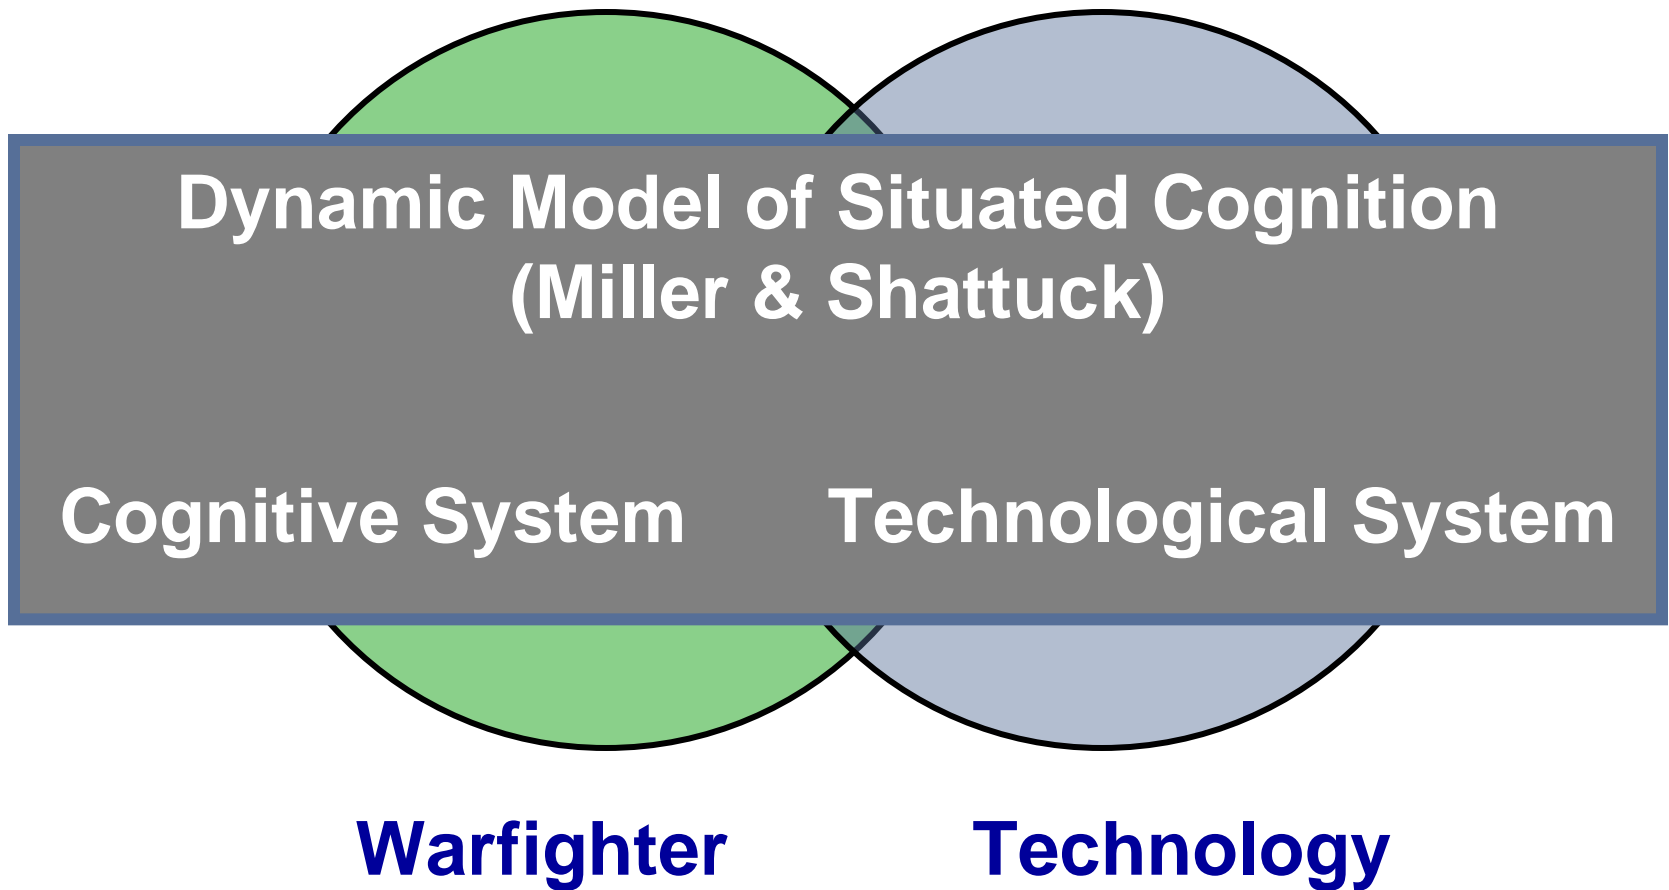 Dynamic Model of Situated Cognition
(Miller & Shattuck)
Cognitive System
Technological System
Warfighter
Technology